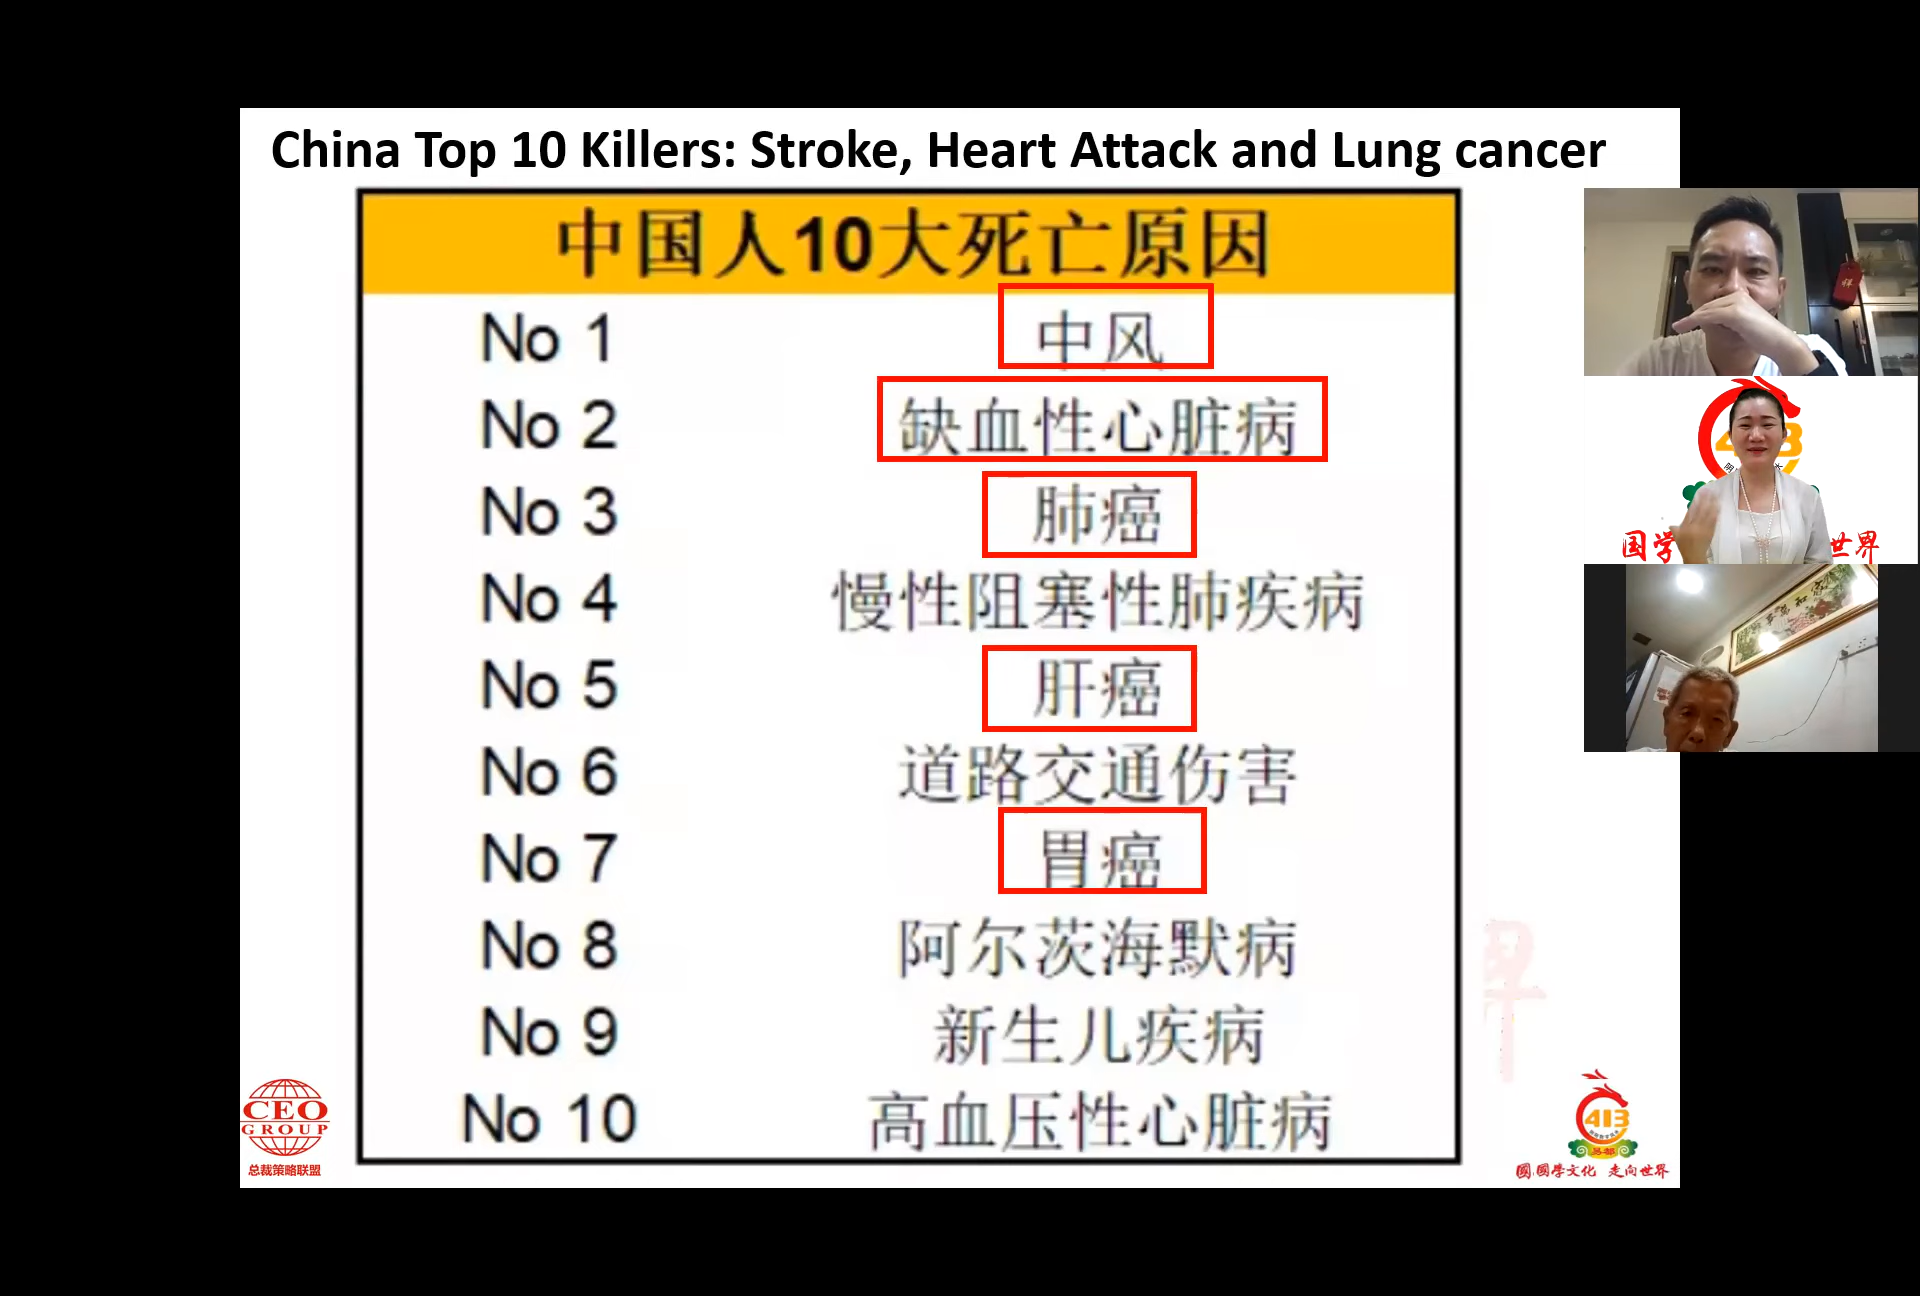 China Top 10 Killers: Stroke, Heart Attack and Lung cancer
中国人10大死亡原因
No 1 中风
No 2 缺血性心脏病
No 3 肺癌
No 4 慢性阻塞性肺疾病
No 5 肝癌
No 6 道路交通伤害
No 7 胃癌
No 8 阿尔茨海默病
No 9 新生儿疾病
No 10 高血压性心脏病
CEO
GROUP
总裁策略联盟
413
國学文化 走向世界
祥
国学
世界